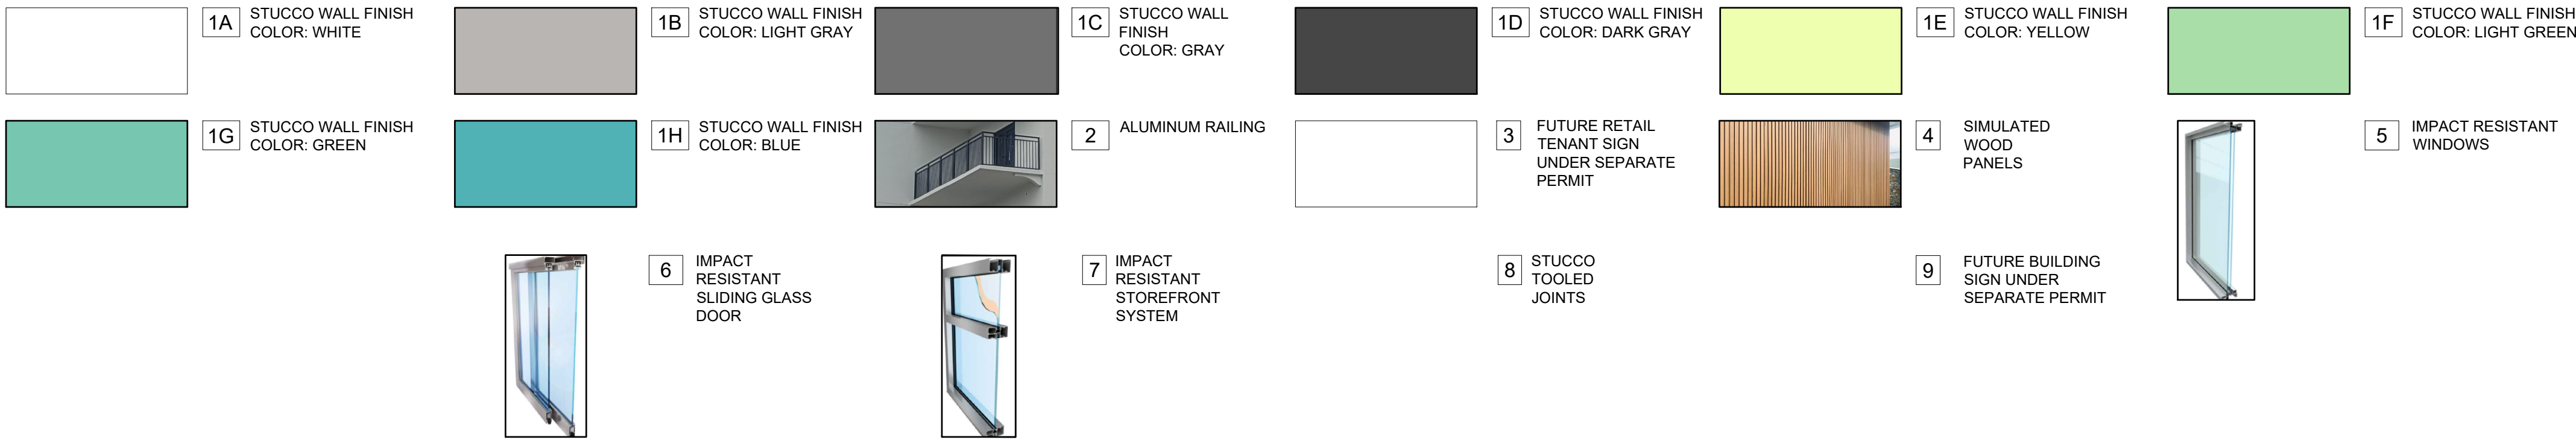 1A
STUCCO WALL FINISH
COLOR: WHITE
1B
STUCCO WALL FINISH
COLOR: LIGHT GRAY
1C
STUCCO WALL
FINISH
COLOR: GRAY
1D
STUCCO WALL FINISH
COLOR: DARK GRAY
1E
STUCCO WALL FINISH
COLOR: YELLOW
1F
STUCCO WALL FINISH
COLOR: LIGHT GREEN
1G
STUCCO WALL FINISH
COLOR: GREEN
1H
STUCCO WALL FINISH
COLOR: BLUE
2
ALUMINUM RAILING
3
FUTURE RETAIL
TENANT SIGN
UNDER SEPARATE
PERMIT
4
SIMULATED
WOOD
PANELS
5
IMPACT RESISTANT
WINDOWS
6
IMPACT
RESISTANT
SLIDING GLASS
DOOR
7
IMPACT
RESISTANT
STOREFRONT
SYSTEM
8
STUCCO
TOOLED
JOINTS
9
FUTURE BUILDING
SIGN UNDER
SEPARATE PERMIT